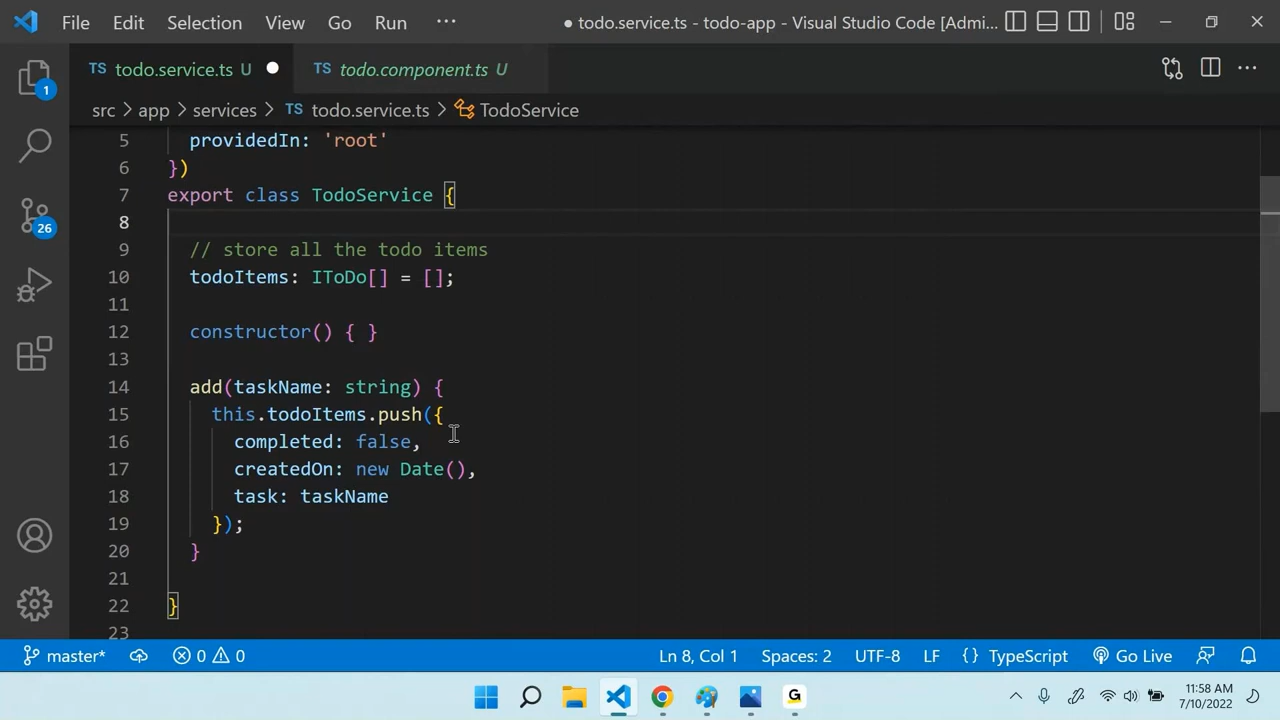 File Edit Selection View Go Run ··· ● todo.service.ts - todo-app - Visual Studio Code [Admi...
TS todo.service.ts U ● TS todo.component.ts U
src > app > services > TS todo.service.ts > TodoService
1
26
5 providedIn: 'root'
6 })
7 export class TodoService {
8
9 // store all the todo items
10 todoItems: IToDo[] = [];
11
12 constructor() { }
13
14 add(taskName: string) {
15 this.todoItems.push({
16 completed: false,
17 createdOn: new Date(),
18 task: taskName
19 });
20 }
21
22 }
23
master* 0 0 Ln 8, Col 1 Spaces: 2 UTF-8 LF {} TypeScript Go Live
G
11:58 AM
7/10/2022